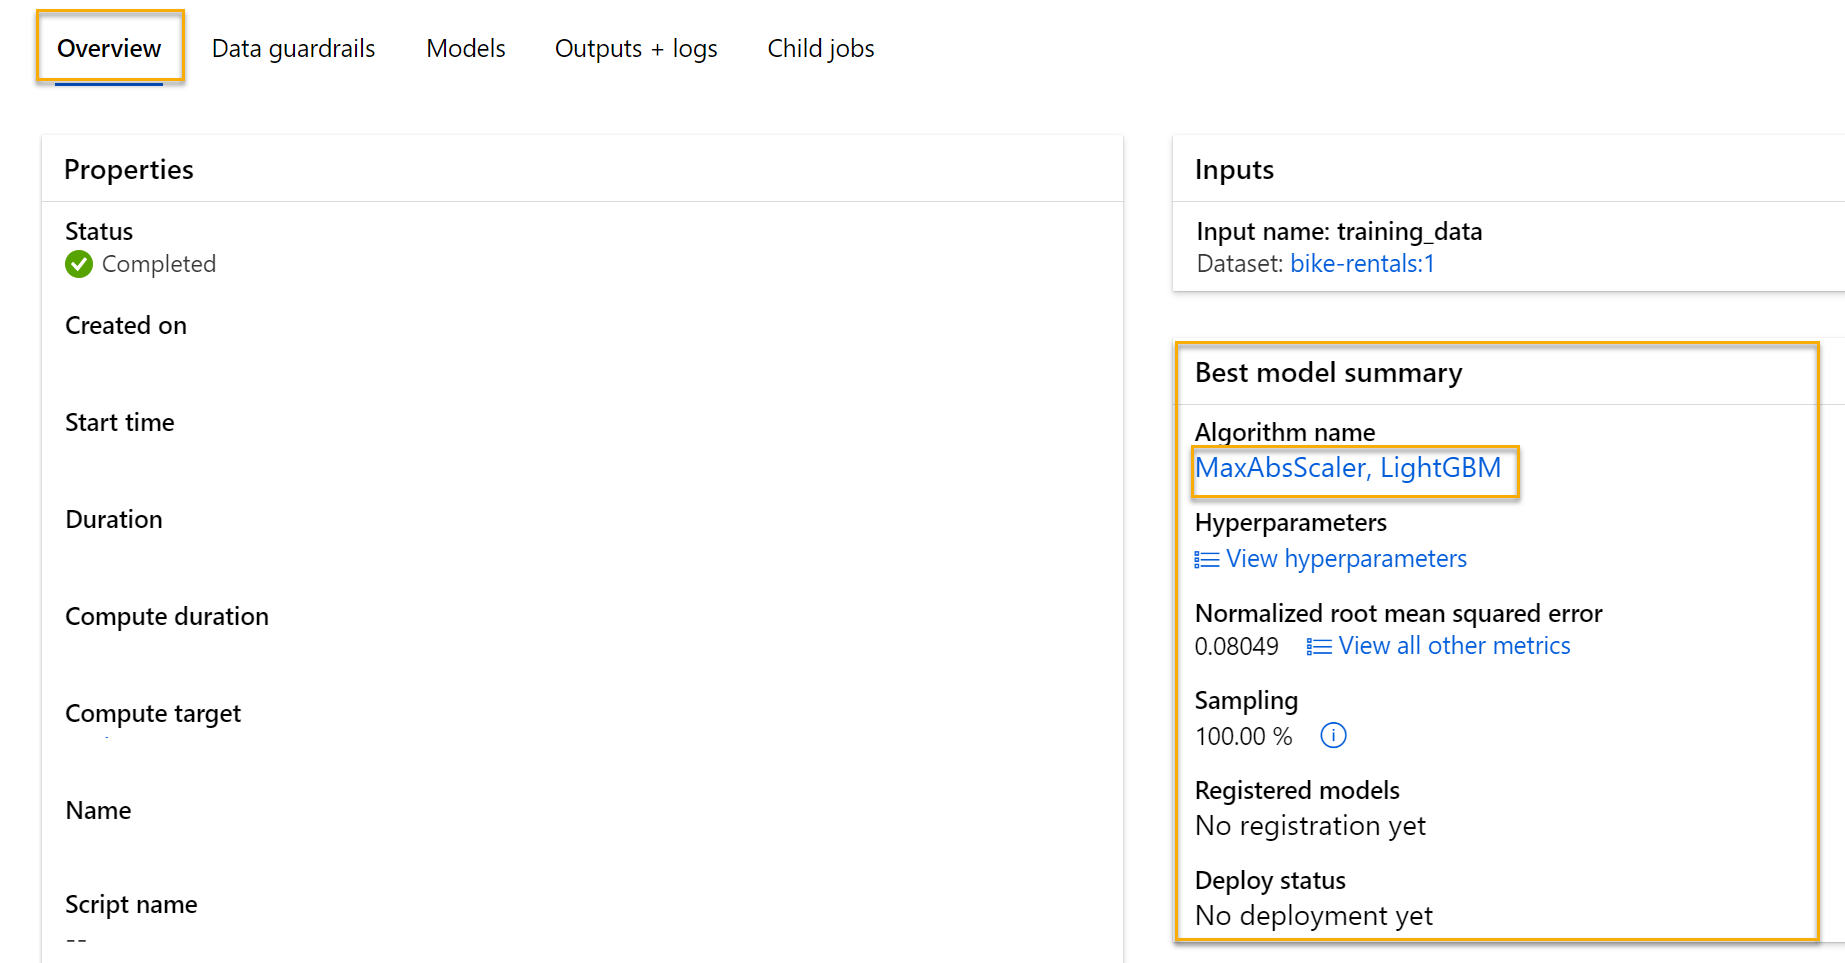 Overview Data guardrails Models Outputs + logs Child jobs
Properties
Status
Completed
Created on
Start time
Duration
Compute duration
Compute target
Name
Script name
--
Inputs
Input name: training_data
Dataset: bike-rentals:1
Best model summary
Algorithm name
MaxAbsScaler, LightGBM
Hyperparameters
View hyperparameters
Normalized root mean squared error
0.08049 View all other metrics
Sampling
100.00 %
Registered models
No registration yet
Deploy status
No deployment yet